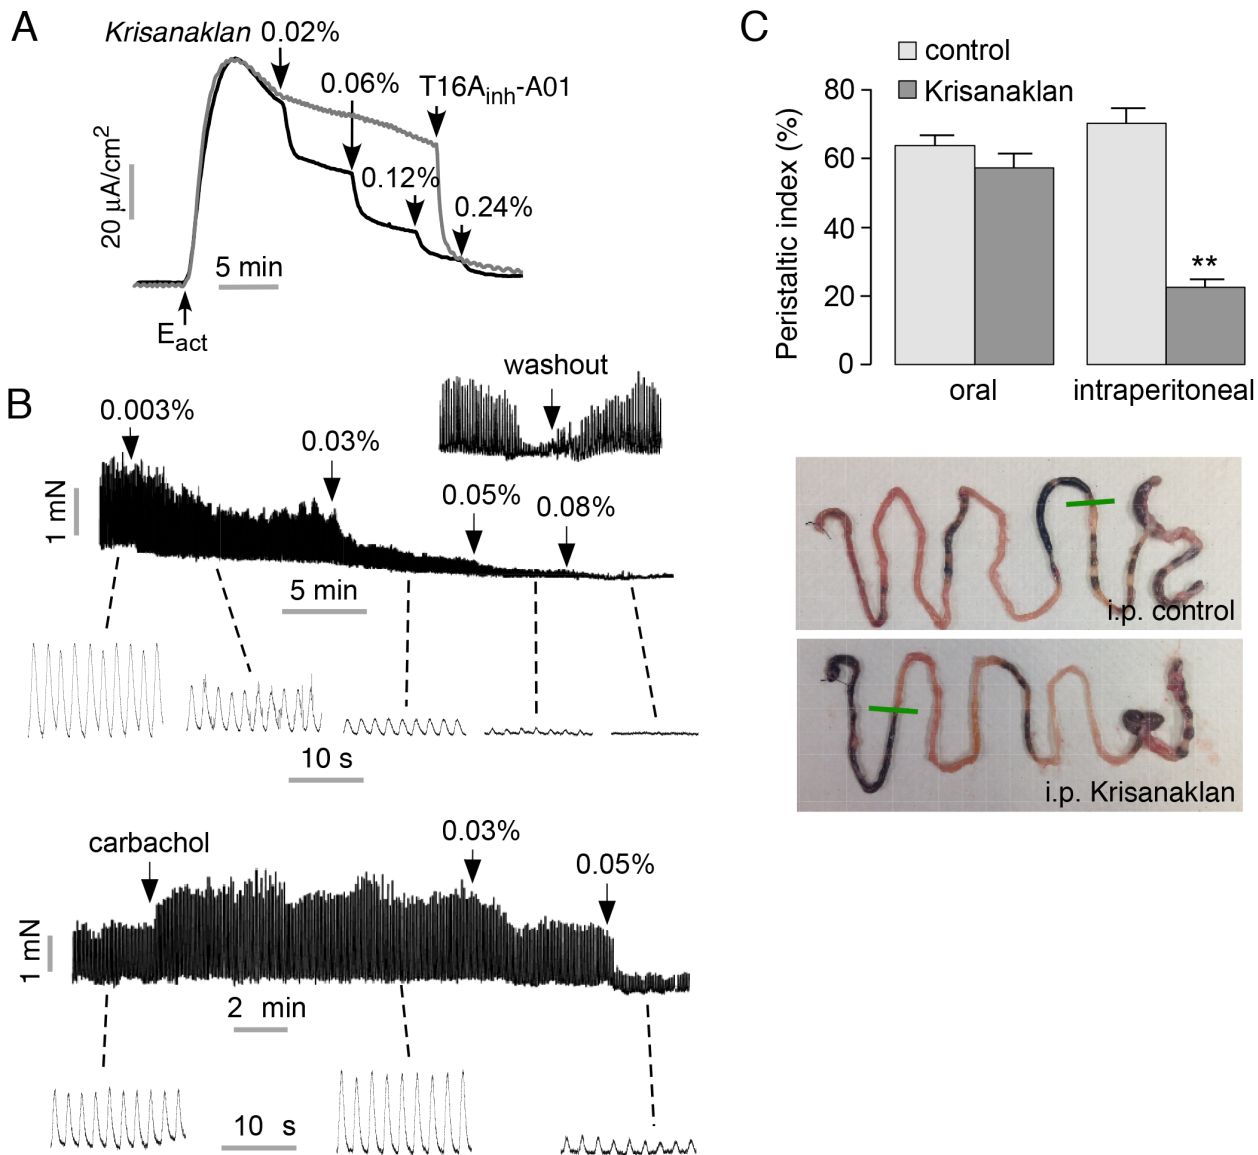 A
Krisanaklan 0.02%
0.06%
T16Ainh-A01
0.12%
0.24%
20 µA/cm2
5 min
Eact
B
washout
0.003%
0.03%
0.05%
0.08%
1 mN
5 min
10 s
carbachol
0.03%
0.05%
1 mN
2 min
10 s
C
control
Krisanaklan
Peristaltic index (%)
80
60
40
20
0
**
oral
intraperitoneal
i.p. control
i.p. Krisanaklan